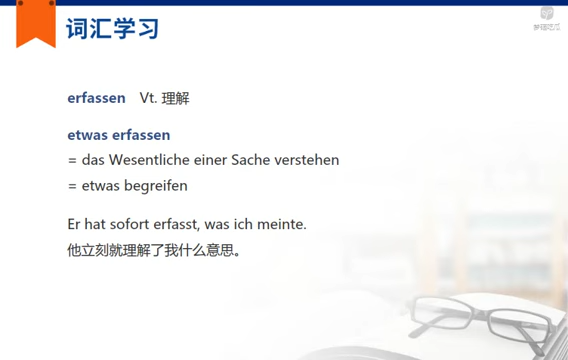 词汇学习
erfassen Vt. 理解
etwas erfassen
= das Wesentliche einer Sache verstehen
= etwas begreifen
Er hat sofort erfasst, was ich meinte.
他立刻就理解了我什么意思。